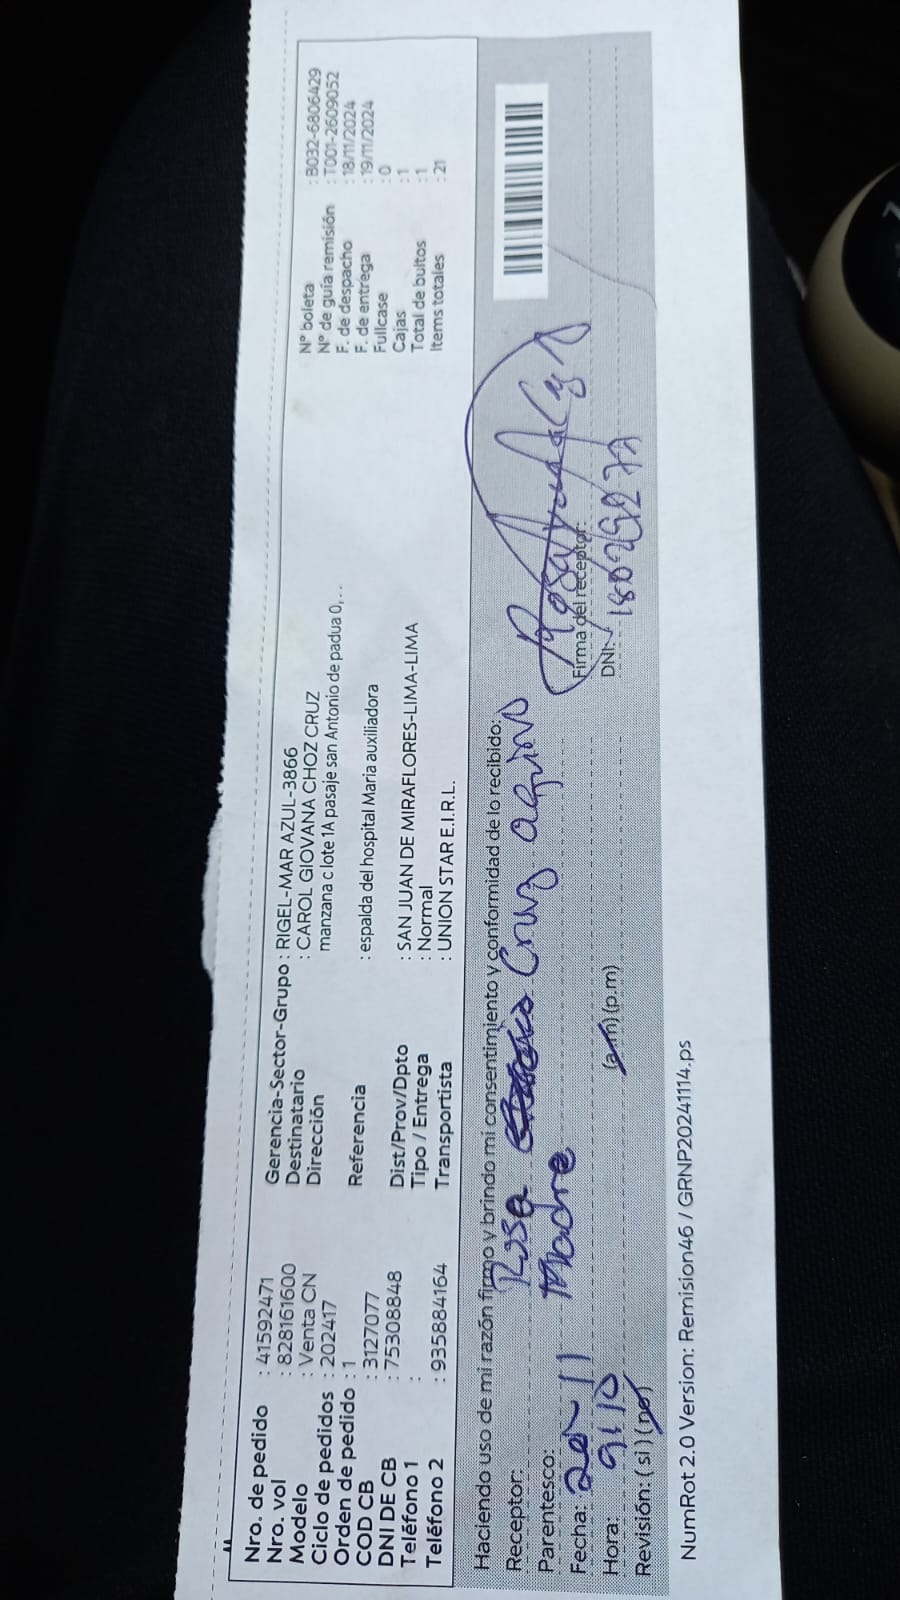 Nro. de pedido : 41592471
Nro. vol : 828161600
Modelo : Venta CN
Ciclo de pedidos : 202417
Orden de pedido : 1
COD CB : 3127077
DNI DE CB : 75308848
Teléfono 1 :
Teléfono 2 : 935884164
Gerencia-Sector-Grupo : RIGEL-MAR AZUL-3866
Destinatario : CAROL GIOVANA CHOZ CRUZ
Dirección manzana c lote 1A pasaje san Antonio de padua 0,..
Referencia : espalda del hospital Maria auxiliadora
Dist/Prov/Dpto : SAN JUAN DE MIRAFLORES-LIMA-LIMA
Tipo / Entrega : Normal
Transportista : UNION STAR E.I.R.L.
N° boleta : B032-6806429
N° de guía remisión : T001-2609052
F. de despacho : 18/11/2024
F. de entrega : 19/11/2024
Fullcase : 0
Cajas : 1
Total de bultos : 1
Items totales : 21
Haciendo uso de mi razón firmo y brindo mi consentimiento y conformidad de lo recibido:
Receptor: Rosa Cruz aquino
Parentesco: Madre
Fecha: 20-11
Hora: 9:10 (a.m) (p.m)
Revisión: ( si ) ( no )
Firma del receptor:
DNI: 
NumRot 2.0 Version: Remision46 / GRNP20241114.ps